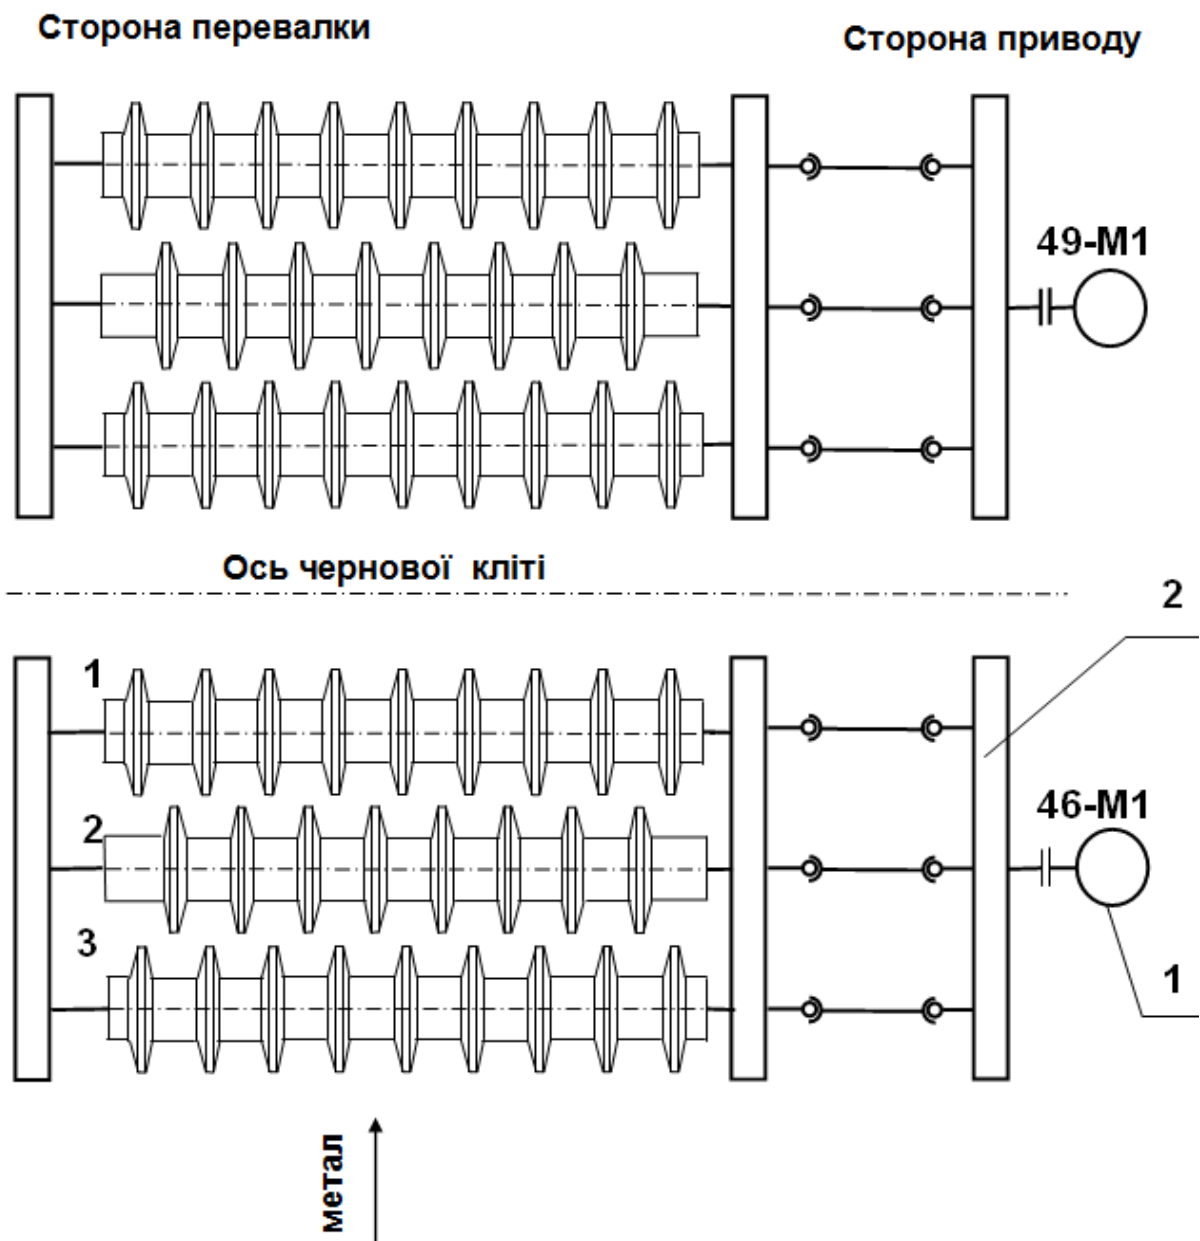 Сторона перевалки
Сторона приводу
49-М1
Ось чернової кліті
2
1
46-М1
2
3
1
метал